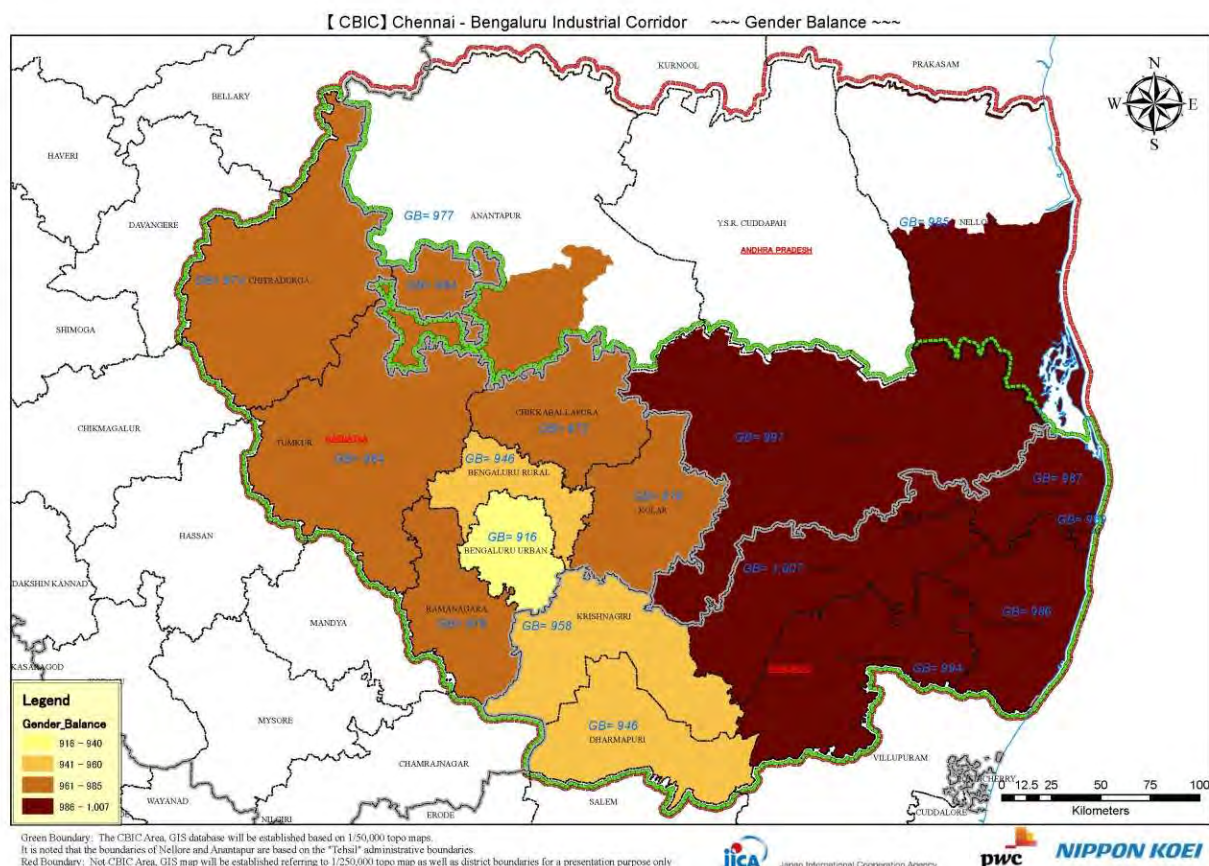 【CBIC】Chennai - Bengaluru Industrial Corridor ~~~ Gender Balance ~~~
KURNOOL
PRAKASAM
BELLARY
N
W E
S
HAVERI
DAVANGERE
GB= 977
ANANTAPUR
Y.S.R. CUDDAPAH
GB= 985
NELLO
ANDHRA PRADESH
CHITRADURGA
SHIMOGA
CHIKMAGALUR
CHIKKABALLAPURA
TUMKUR
GB= 997
GB= 946
BENGALURU RURAL
GB= 987
KOLAR
HASSAN
GB= 916
BENGALURU URBAN
GB= 1,007
DAKSHIN KANNAD
RAMANAGARA
KRISHNAGIRI
GB= 958
GB= 986
MANDYA
KASARAGOD
GB= 994
Legend
Gender_Balance
916 - 940
941 - 960
961 - 985
986 - 1,007
MYSORE
GB= 946
DHARMAPURI
CHAMRAJNAGAR
VILLUPURAM
WAYANAD
SALEM
CUDDALORE
NILGIRI
ERODE
0 12.5 25 50 75 100
Kilometers
Green Boundary: The CBIC Area, GIS database will be established based on 1/50,000 topo maps.
It is noted that the boundaries of Nellore and Anantapur are based on the "Tehsil" administrative boundaries.
Red Boundary: Not CBIC Area, GIS map will be established referring to 1/250,000 topo map as well as district boundaries for a presentation purpose only
jica
Japan International Cooperation Agency
pwc
NIPPON KOEI